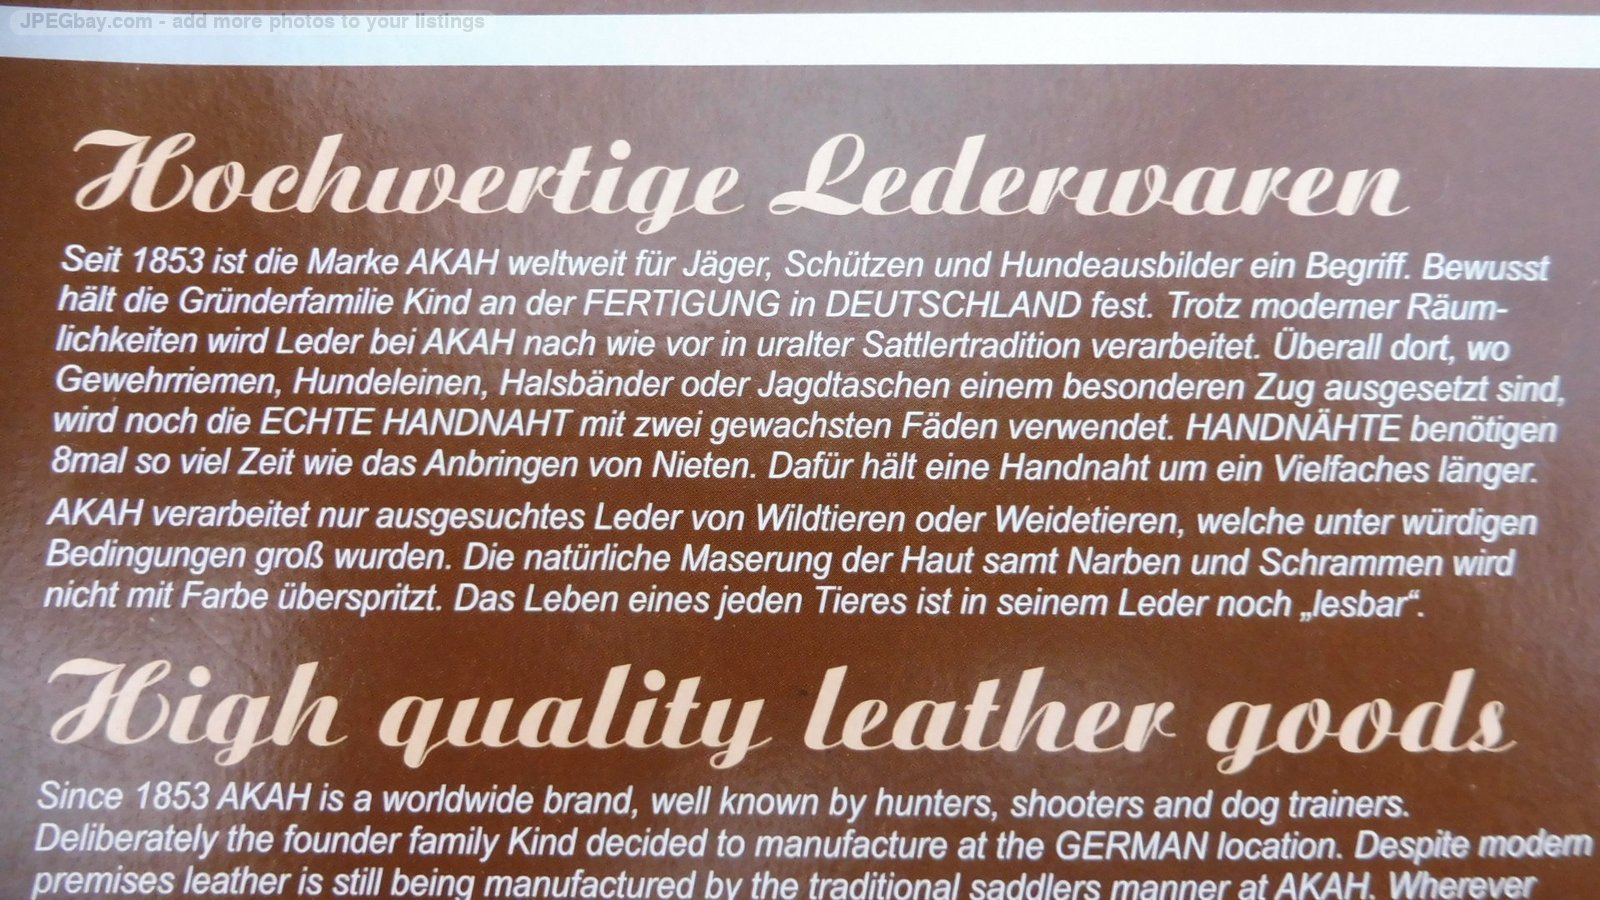 JPEGbay.com - add more photos to your listings
Hochwertige Lederwaren
Seit 1853 ist die Marke AKAH weltweit für Jäger, Schützen und Hundeausbilder ein Begriff. Bewusst
hält die Gründerfamilie Kind an der FERTIGUNG in DEUTSCHLAND fest. Trotz moderner Räum-
lichkeiten wird Leder bei AKAH nach wie vor in uralter Sattlertradition verarbeitet. Überall dort, wo
Gewehrriemen, Hundeleinen, Halsbänder oder Jagdtaschen einem besonderen Zug ausgesetzt sind,
wird noch die ECHTE HANDNAHT mit zwei gewachsten Fäden verwendet. HANDNÄHTE benötigen
8mal so viel Zeit wie das Anbringen von Nieten. Dafür hält eine Handnaht um ein Vielfaches länger.
AKAH verarbeitet nur ausgesuchtes Leder von Wildtieren oder Weidetieren, welche unter würdigen
Bedingungen groß wurden. Die natürliche Maserung der Haut samt Narben und Schrammen wird
nicht mit Farbe überspritzt. Das Leben eines jeden Tieres ist in seinem Leder noch „lesbar“.
High quality leather goods
Since 1853 AKAH is a worldwide brand, well known by hunters, shooters and dog trainers.
Deliberately the founder family Kind decided to manufacture at the GERMAN location. Despite modern
premises leather is still being manufactured by the traditional saddlers manner at AKAH. Wherever